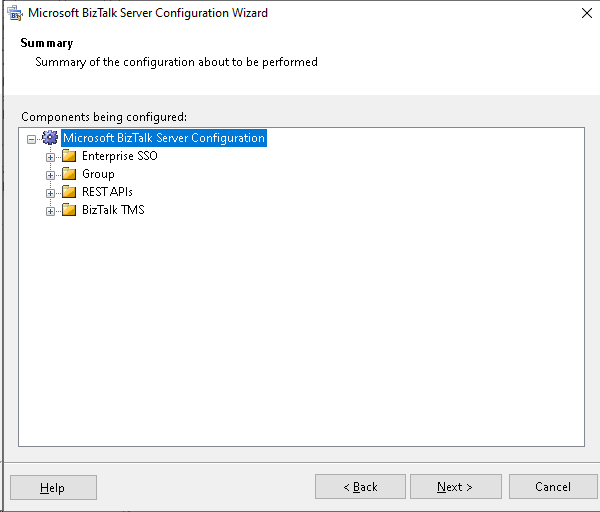 Microsoft BizTalk Server Configuration Wizard
Summary
Summary of the configuration about to be performed
Components being configured:
Microsoft BizTalk Server Configuration
Enterprise SSO
Group
REST APIs
BizTalk TMS
Help
< Back
Next >
Cancel